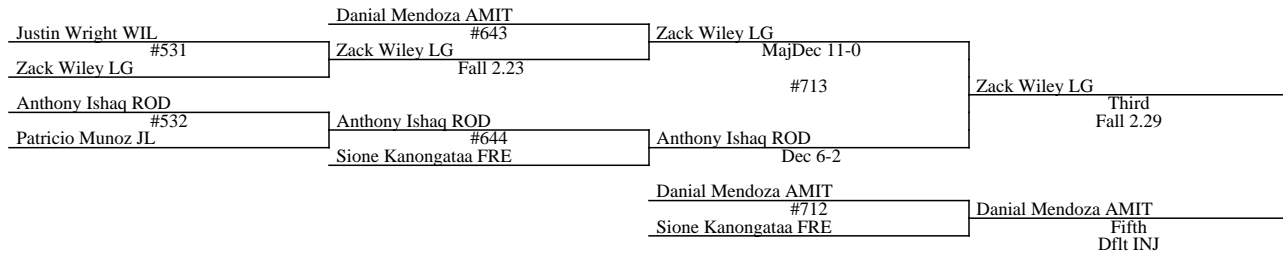 Danial Mendoza AMIT
Justin Wright WIL
#643
Zack Wiley LG
#531
Zack Wiley LG
MajDec 11-0
Zack Wiley LG
Fall 2.23
#713
Zack Wiley LG
Anthony Ishaq ROD
Third
#532
Anthony Ishaq ROD
Fall 2.29
Patricio Munoz JL
#644
Anthony Ishaq ROD
Sione Kanongataa FRE
Dec 6-2
Danial Mendoza AMIT
#712
Danial Mendoza AMIT
Sione Kanongataa FRE
Fifth
Dflt INJ